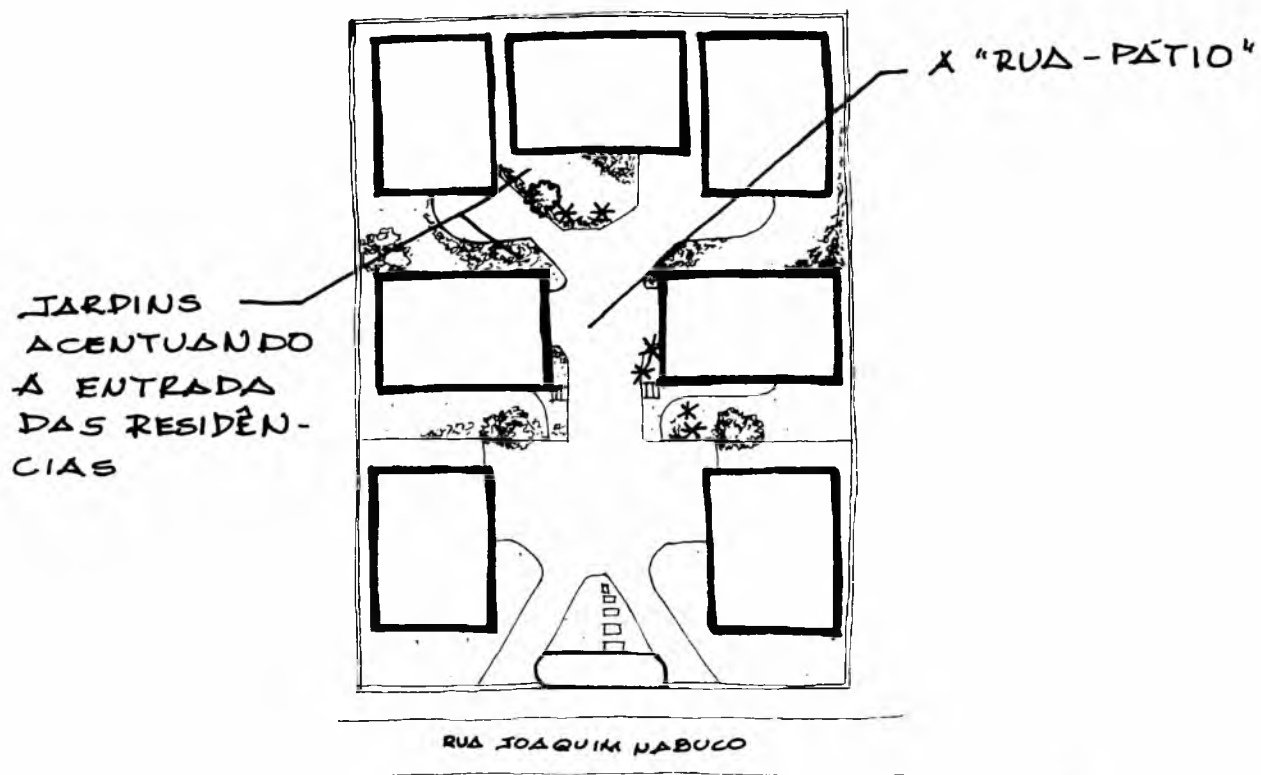 A "RUA-PÁTIO"
JARDINS
ACENTUANDO
A ENTRADA
DAS RESIDÊN-
CIAS
RUA JOAQUIM NABUCO